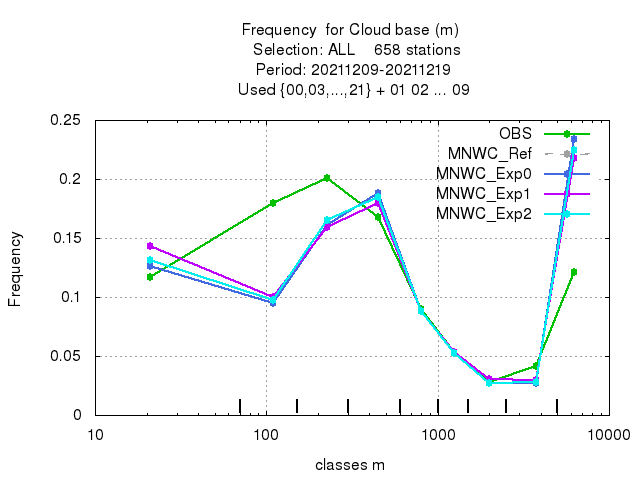 Frequency for Cloud base (m)
Selection: ALL 658 stations
Period: 20211209-20211219
Used {00,03,...,21} + 01 02 ... 09
OBS
MNWC_Ref
MNWC_Exp0
MNWC_Exp1
MNWC_Exp2
0.25
0.2
0.15
0.1
0.05
0
Frequency
10 100 1000 10000
classes m